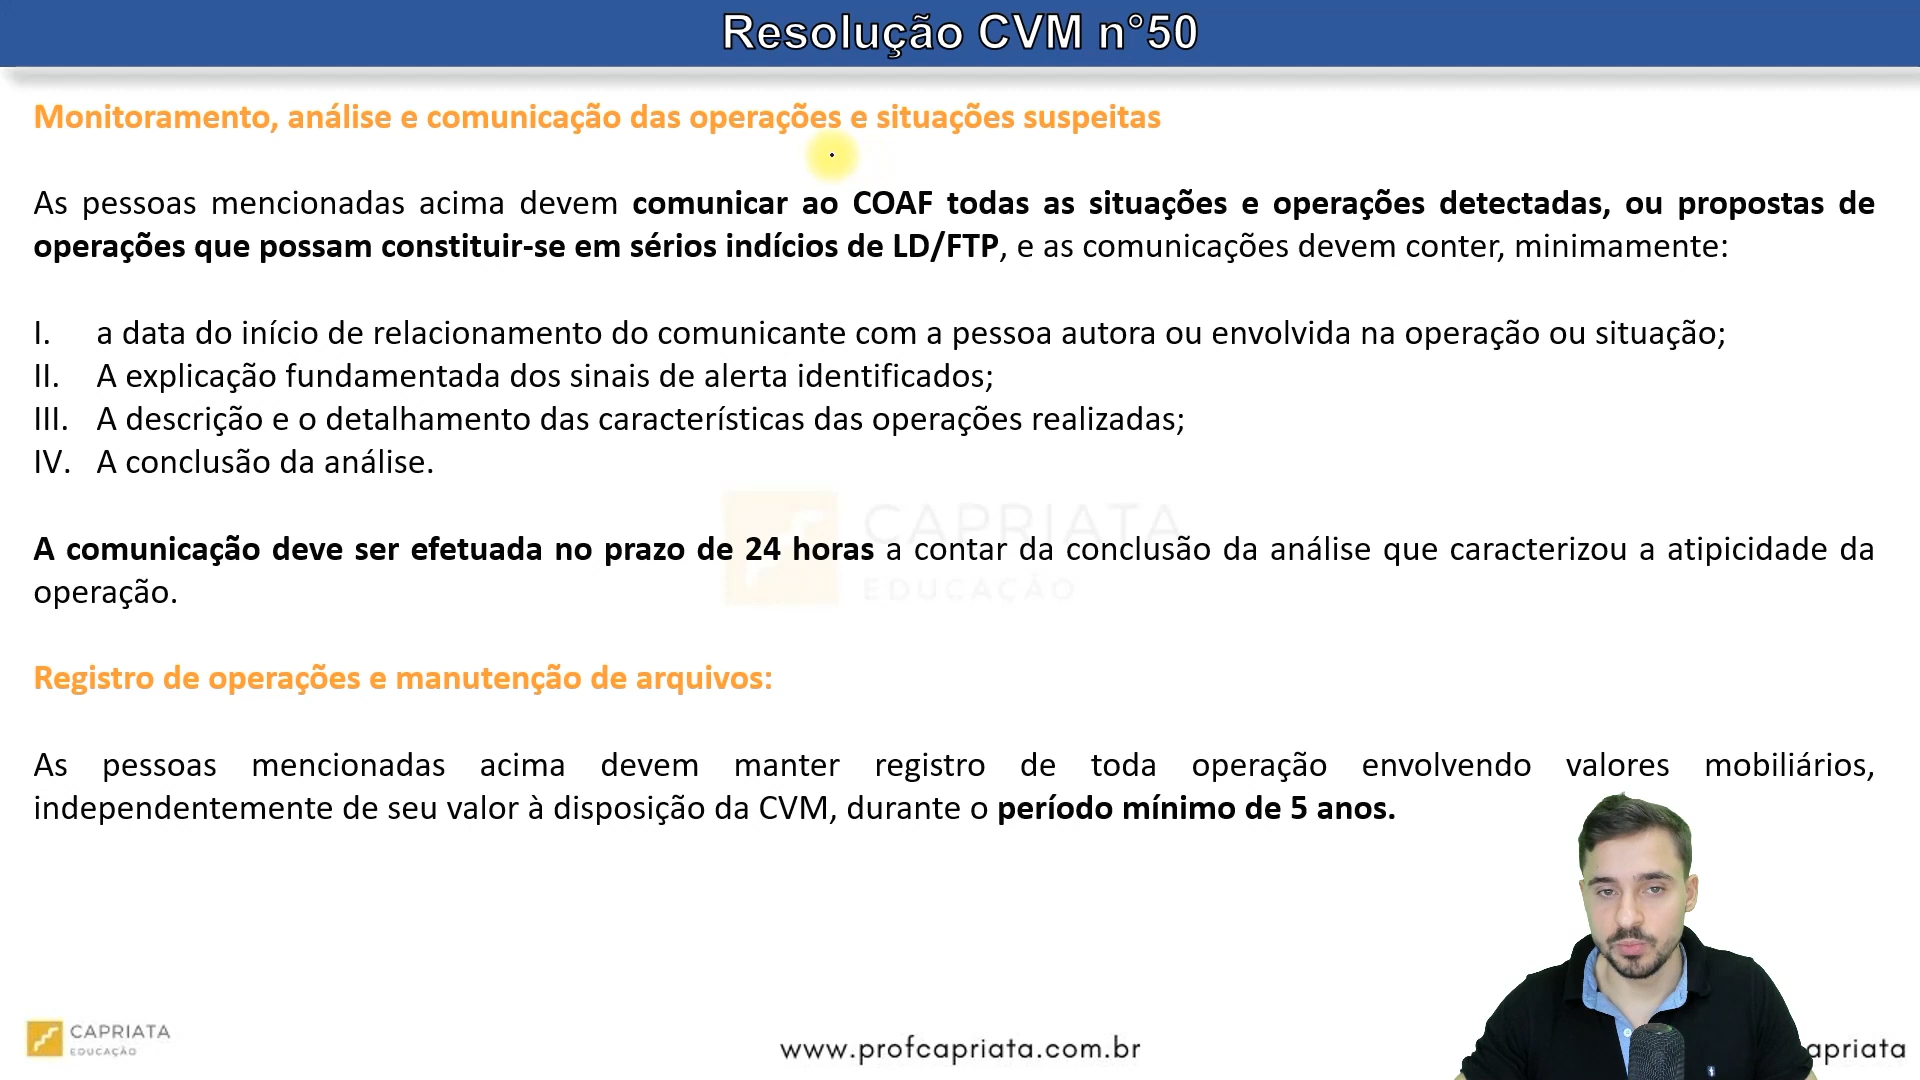 Resolução CVM n°50
Monitoramento, análise e comunicação das operações e situações suspeitas
As pessoas mencionadas acima devem comunicar ao COAF todas as situações e operações detectadas, ou propostas de
operações que possam constituir-se em sérios indícios de LD/FTP, e as comunicações devem conter, minimamente:
I. a data do início de relacionamento do comunicante com a pessoa autora ou envolvida na operação ou situação;
II. A explicação fundamentada dos sinais de alerta identificados;
III. A descrição e o detalhamento das características das operações realizadas;
IV. A conclusão da análise.
CAPRIATA
EDUCAÇÃO
A comunicação deve ser efetuada no prazo de 24 horas a contar da conclusão da análise que caracterizou a atipicidade da
operação.
Registro de operações e manutenção de arquivos:
As pessoas mencionadas acima devem manter registro de toda operação envolvendo valores mobiliários,
independentemente de seu valor à disposição da CVM, durante o período mínimo de 5 anos.
CAPRIATA
EDUCAÇÃO
www.profcapriata.com.br
apriata